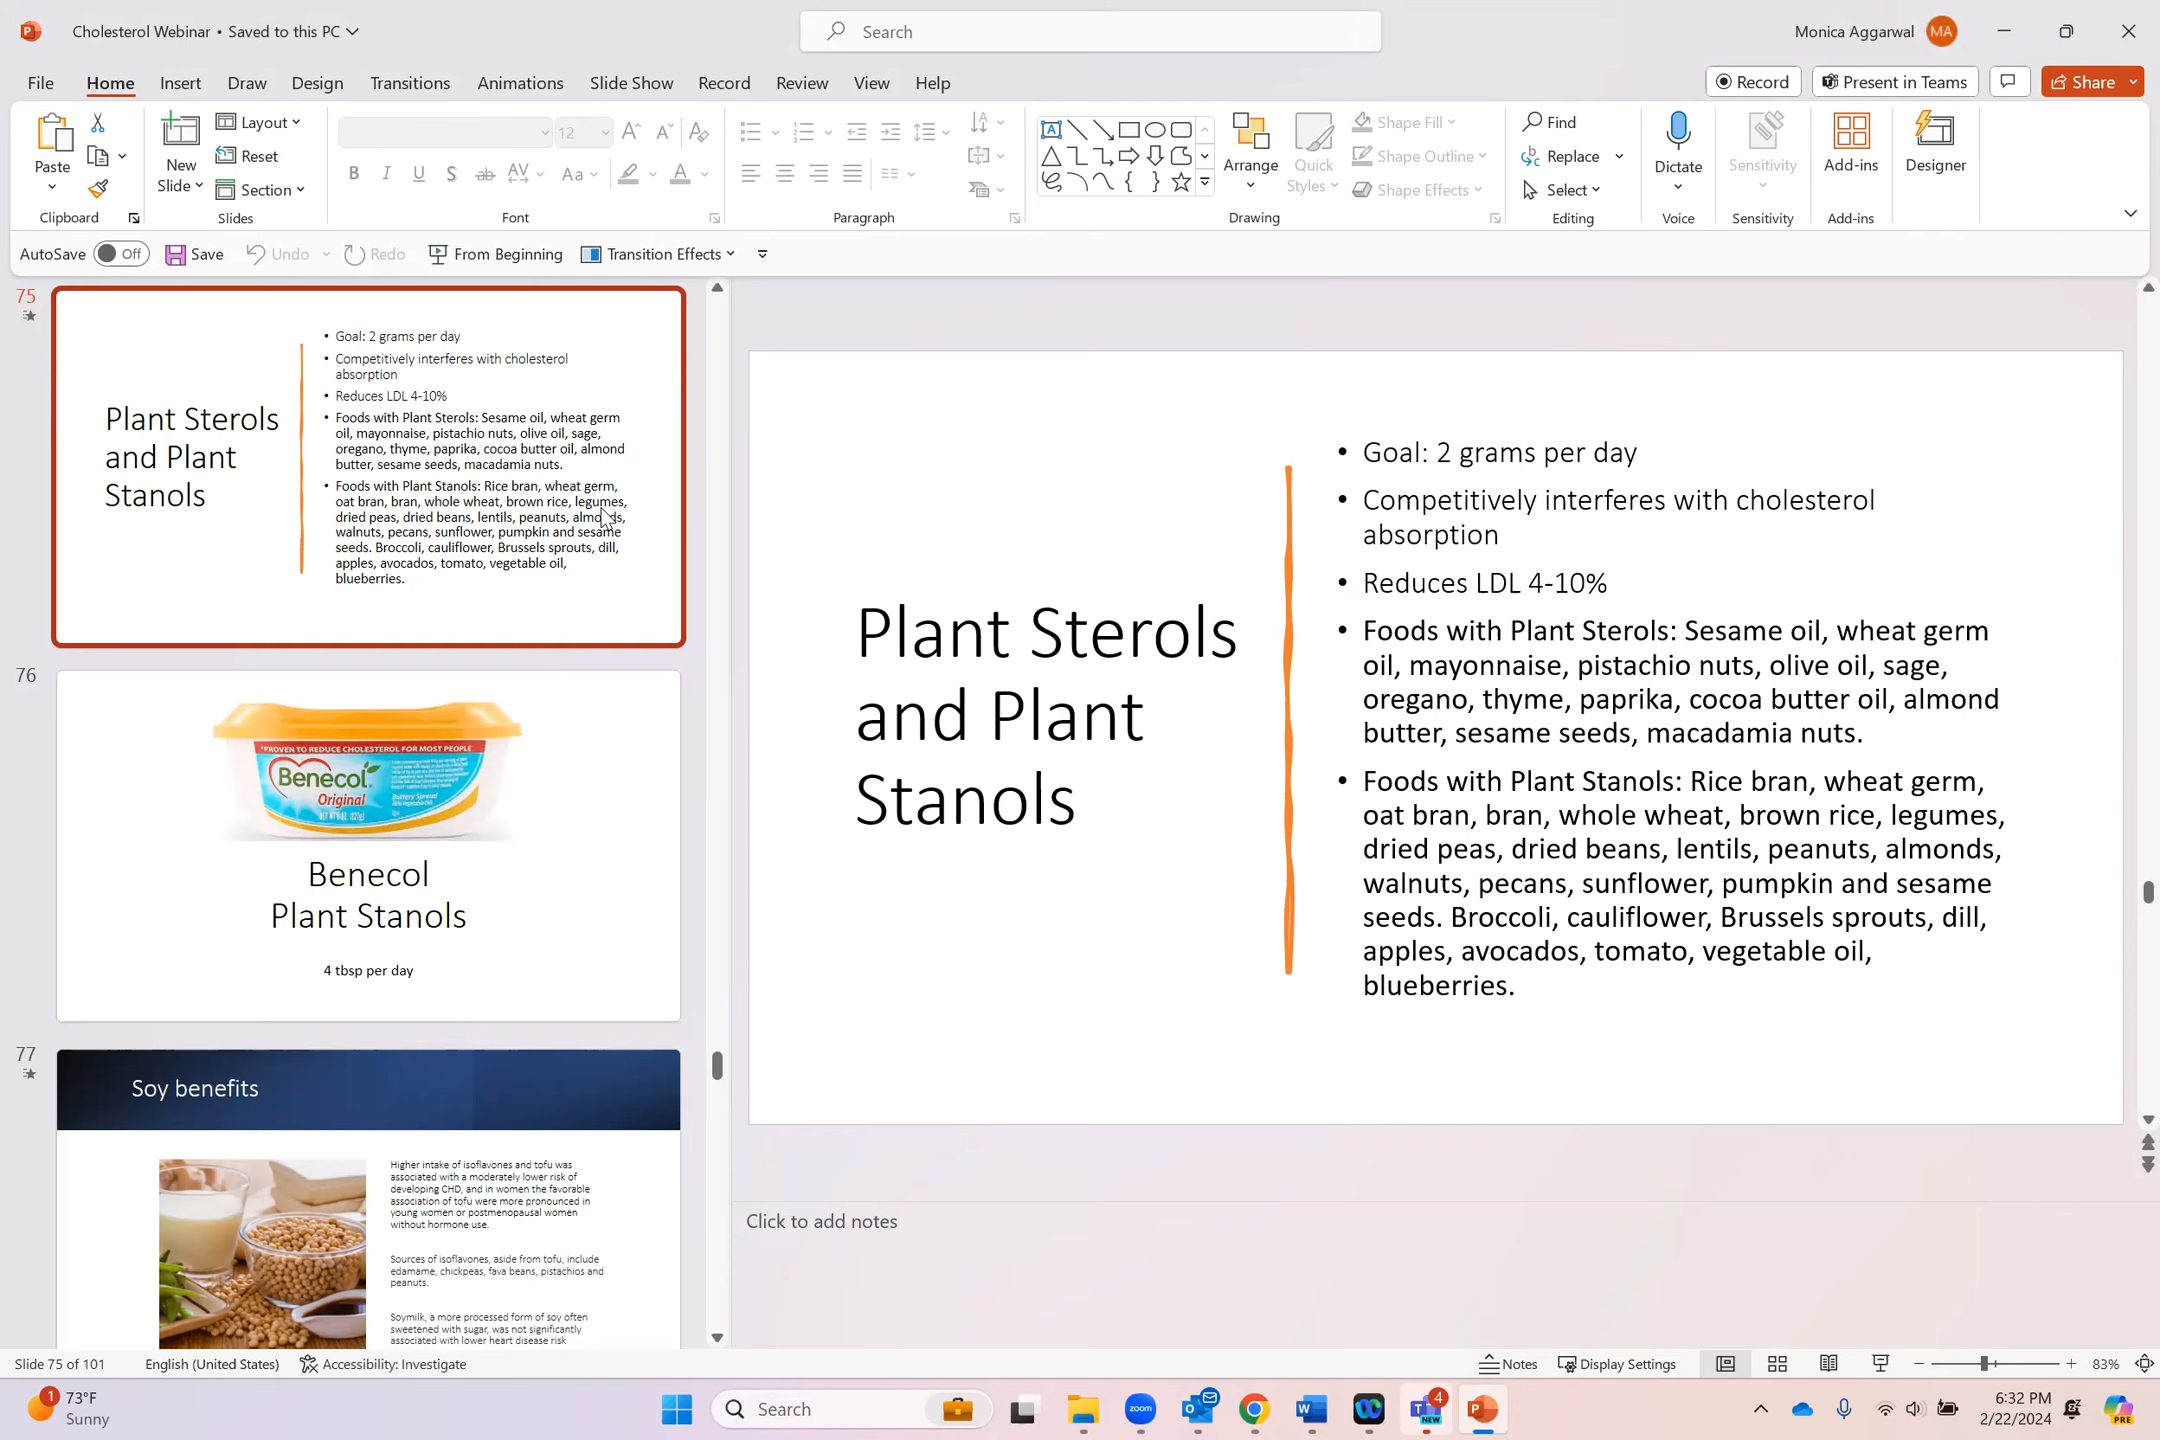 Cholesterol Webinar • Saved to this PC
Search
Monica Aggarwal
MA
File
Home
Insert
Draw
Design
Transitions
Animations
Slide Show
Record
Review
View
Help
Record
Present in Teams
Share
Paste
New
Slide
Layout
Reset
Section
12
Shape Fill
Shape Outline
Shape Effects
Arrange
Quick
Styles
Find
Replace
Select
Dictate
Sensitivity
Add-ins
Designer
Clipboard
Slides
Font
Paragraph
Drawing
Editing
Voice
Sensitivity
Add-ins
AutoSave
Off
Save
Undo
Redo
From Beginning
Transition Effects
75
Plant Sterols
and Plant
Stanols
• Goal: 2 grams per day
• Competitively interferes with cholesterol
absorption
• Reduces LDL 4-10%
• Foods with Plant Sterols: Sesame oil, wheat germ
oil, mayonnaise, pistachio nuts, olive oil, sage,
oregano, thyme, paprika, cocoa butter oil, almond
butter, sesame seeds, macadamia nuts.
• Foods with Plant Stanols: Rice bran, wheat germ,
oat bran, bran, whole wheat, brown rice, legumes,
dried peas, dried beans, lentils, peanuts, almonds,
walnuts, pecans, sunflower, pumpkin and sesame
seeds. Broccoli, cauliflower, Brussels sprouts, dill,
apples, avocados, tomato, vegetable oil,
blueberries.
76
*PROVEN TO REDUCE CHOLESTEROL FOR MOST PEOPLE
Benecol
Original
Buttery Spread
Benecol
Plant Stanols
4 tbsp per day
77
Soy benefits
Higher intake of isoflavones and tofu was
associated with a moderately lower risk of
developing CHD, and in women the favorable
association of tofu were more pronounced in
young women or postmenopausal women
without hormone use.
Sources of isoflavones, aside from tofu, include
edamame, chickpeas, fava beans, pistachios and
peanuts.
Soymilk, a more processed form of soy often
sweetened with sugar, was not significantly
associated with lower heart disease risk
Plant Sterols
and Plant
Stanols
• Goal: 2 grams per day
• Competitively interferes with cholesterol
absorption
• Reduces LDL 4-10%
• Foods with Plant Sterols: Sesame oil, wheat germ
oil, mayonnaise, pistachio nuts, olive oil, sage,
oregano, thyme, paprika, cocoa butter oil, almond
butter, sesame seeds, macadamia nuts.
• Foods with Plant Stanols: Rice bran, wheat germ,
oat bran, bran, whole wheat, brown rice, legumes,
dried peas, dried beans, lentils, peanuts, almonds,
walnuts, pecans, sunflower, pumpkin and sesame
seeds. Broccoli, cauliflower, Brussels sprouts, dill,
apples, avocados, tomato, vegetable oil,
blueberries.
Click to add notes
Slide 75 of 101
English (United States)
Accessibility: Investigate
Notes
Display Settings
83%
1
73°F
Sunny
Search
zoom
4
NEW
6:32 PM
2/22/2024
PRE